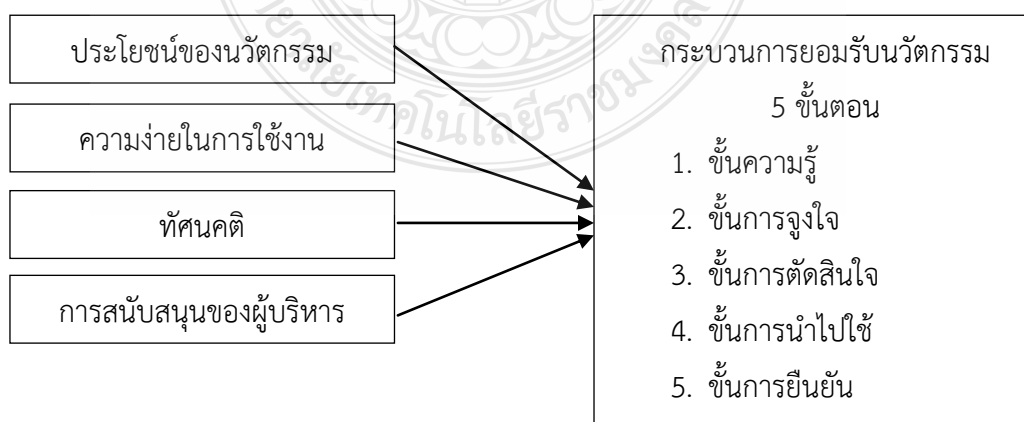 ประโยชน์ของนวัตกรรม
ความง่ายในการใช้งาน
ทัศนคติ
การสนับสนุนของผู้บริหาร
กระบวนการยอมรับนวัตกรรม
5 ขั้นตอน
1. ขั้นความรู้
2. ขั้นการจูงใจ
3. ขั้นการตัดสินใจ
4. ขั้นการนำไปใช้
5. ขั้นการยืนยัน